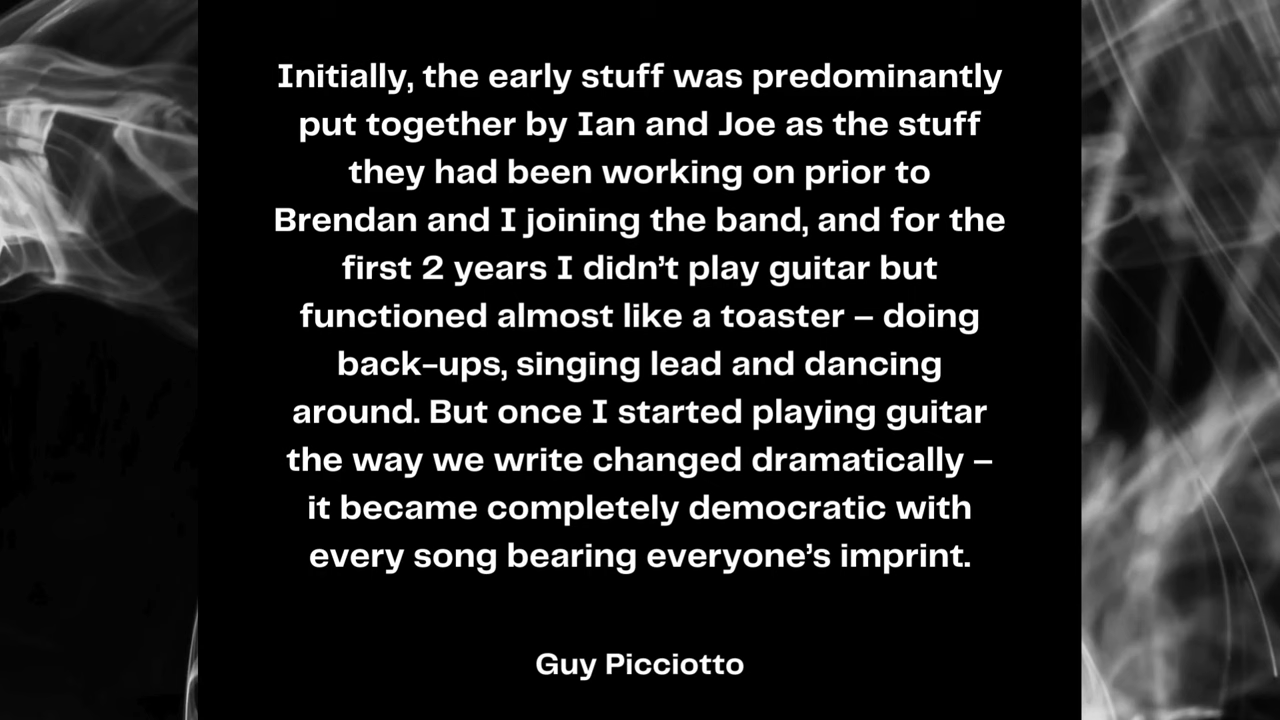 Initially, the early stuff was predominantly
put together by Ian and Joe as the stuff
they had been working on prior to
Brendan and I joining the band, and for the
first 2 years I didn’t play guitar but
functioned almost like a toaster – doing
back-ups, singing lead and dancing
around. But once I started playing guitar
the way we write changed dramatically –
it became completely democratic with
every song bearing everyone’s imprint.
Guy Picciotto